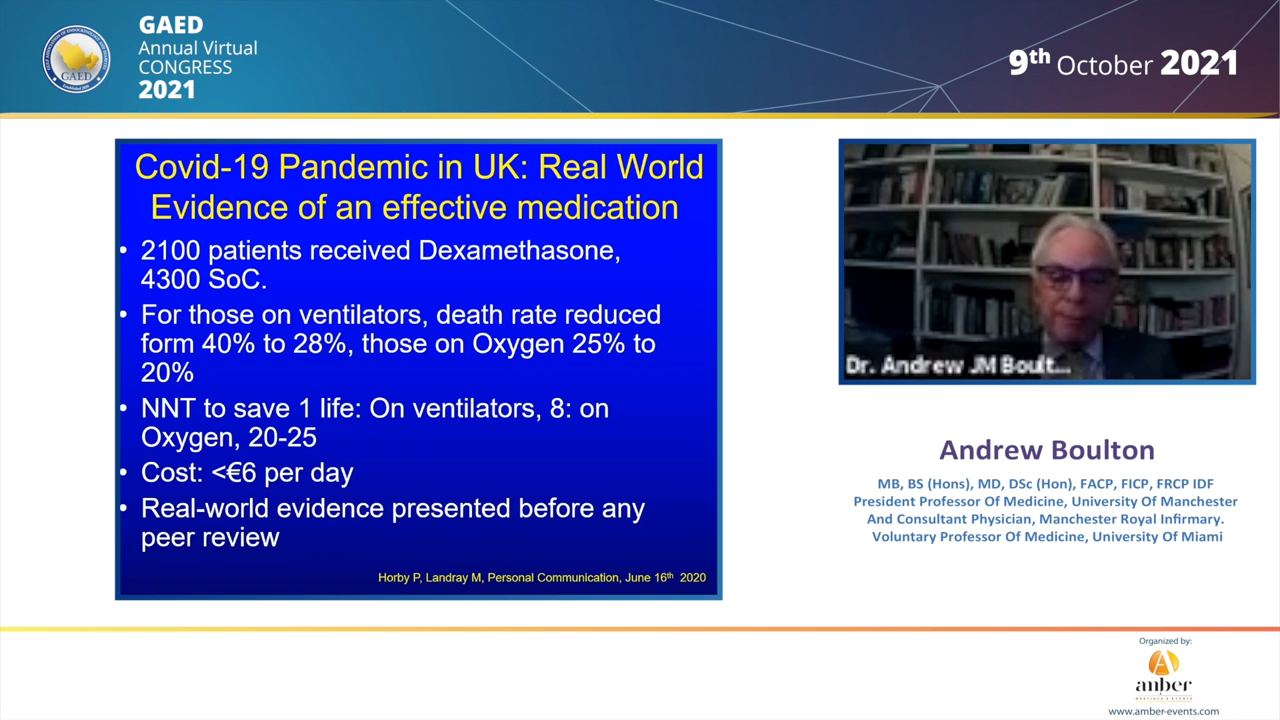 GAED
Annual Virtual
CONGRESS
2021
GAED
9th October 2021
Covid-19 Pandemic in UK: Real World
Evidence of an effective medication
• 2100 patients received Dexamethasone,
4300 SoC.
• For those on ventilators, death rate reduced
form 40% to 28%, those on Oxygen 25% to
20%
• NNT to save 1 life: On ventilators, 8: on
Oxygen, 20-25
• Cost: <€6 per day
• Real-world evidence presented before any
peer review
Horby P, Landray M, Personal Communication, June 16th 2020
Dr. Andrew JM Boult...
Andrew Boulton
MB, BS (Hons), MD, DSc (Hon), FACP, FICP, FRCP IDF
President Professor Of Medicine, University Of Manchester
And Consultant Physician, Manchester Royal Infirmary.
Voluntary Professor Of Medicine, University Of Miami
Organized by:
amber
MEETINGS & EVENTS
www.amber-events.com